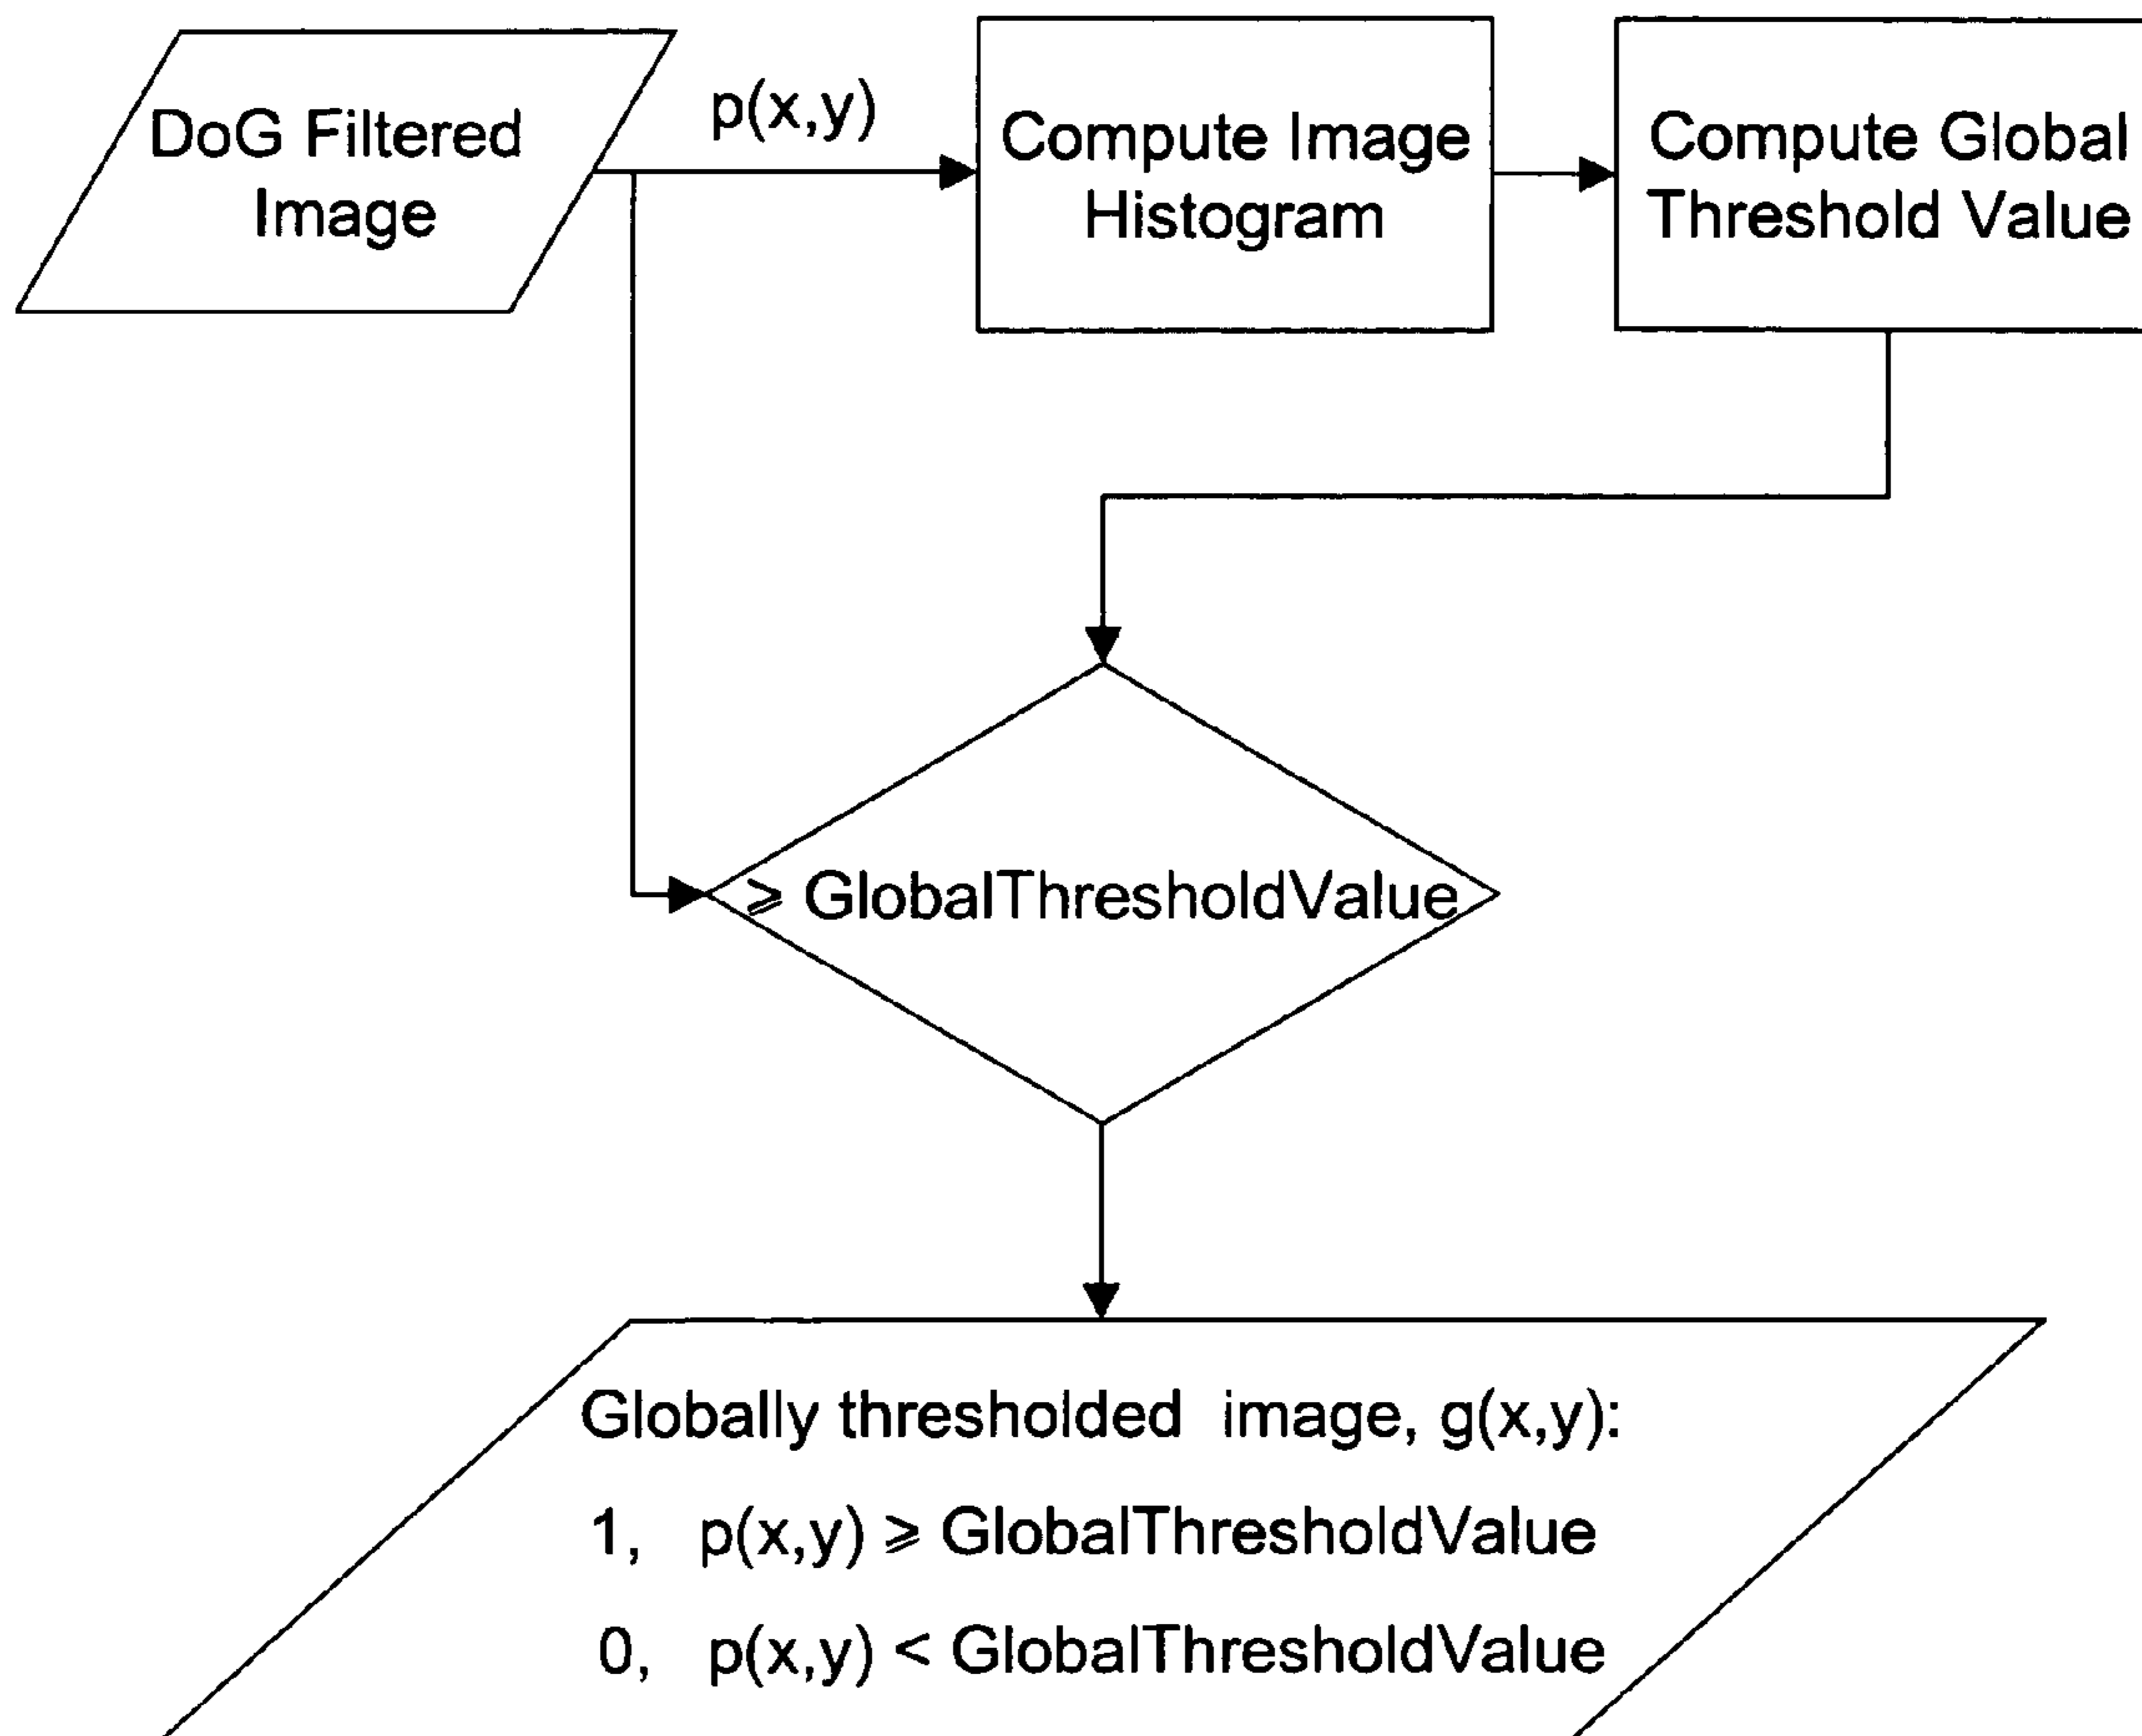 DoG Filtered
Image
p(x,y)
Compute Image
Histogram
Compute Global
Threshold Value
⩾ GlobalThresholdValue
Globally thresholded image, g(x,y):
1, p(x,y) ⩾ GlobalThresholdValue
0, p(x,y) < GlobalThresholdValue